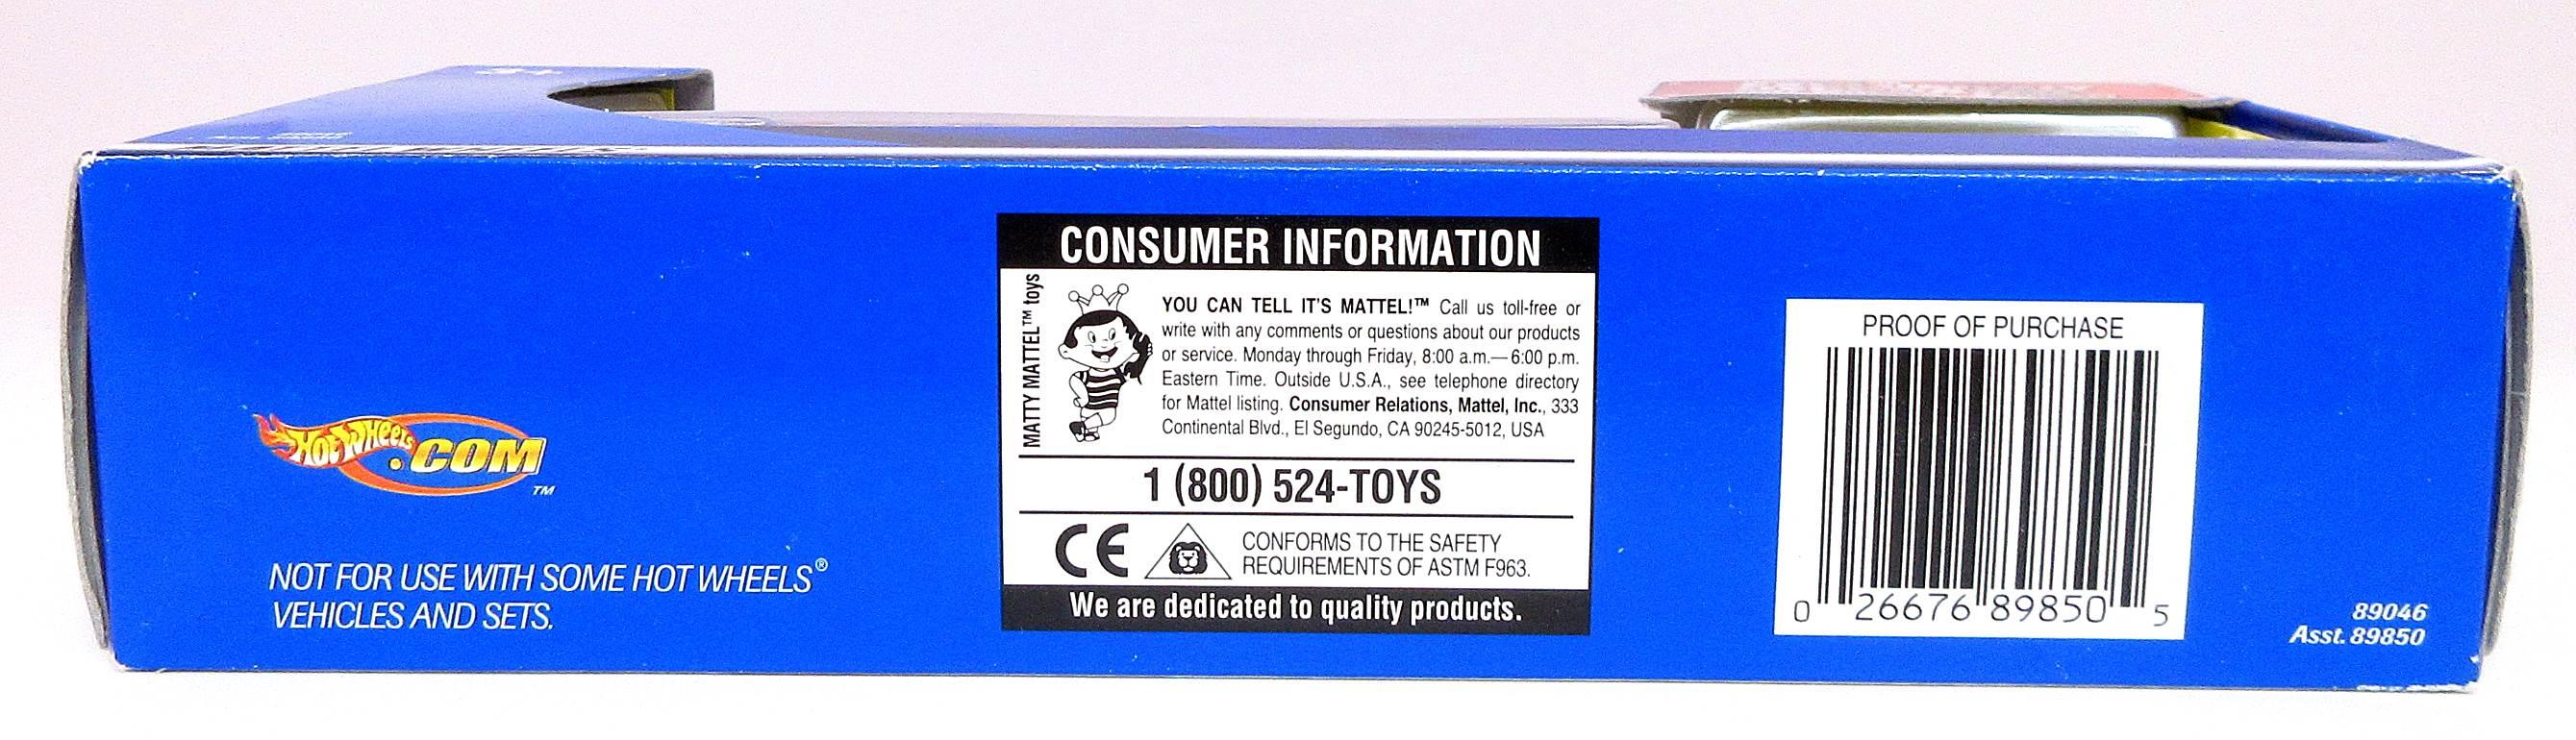 HOT WHEELS
.COM
TM
NOT FOR USE WITH SOME HOT WHEELS®
VEHICLES AND SETS.
CONSUMER INFORMATION
MATTY MATTEL™ toys
YOU CAN TELL IT'S MATTEL!™ Call us toll-free or
write with any comments or questions about our products
or service. Monday through Friday, 8:00 a.m.—6:00 p.m.
Eastern Time. Outside U.S.A., see telephone directory
for Mattel listing. Consumer Relations, Mattel, Inc., 333
Continental Blvd., El Segundo, CA 90245-5012, USA
1 (800) 524-TOYS
CE
CONFORMS TO THE SAFETY
REQUIREMENTS OF ASTM F963.
We are dedicated to quality products.
PROOF OF PURCHASE
0 26676 89850 5
89046
Asst. 89850